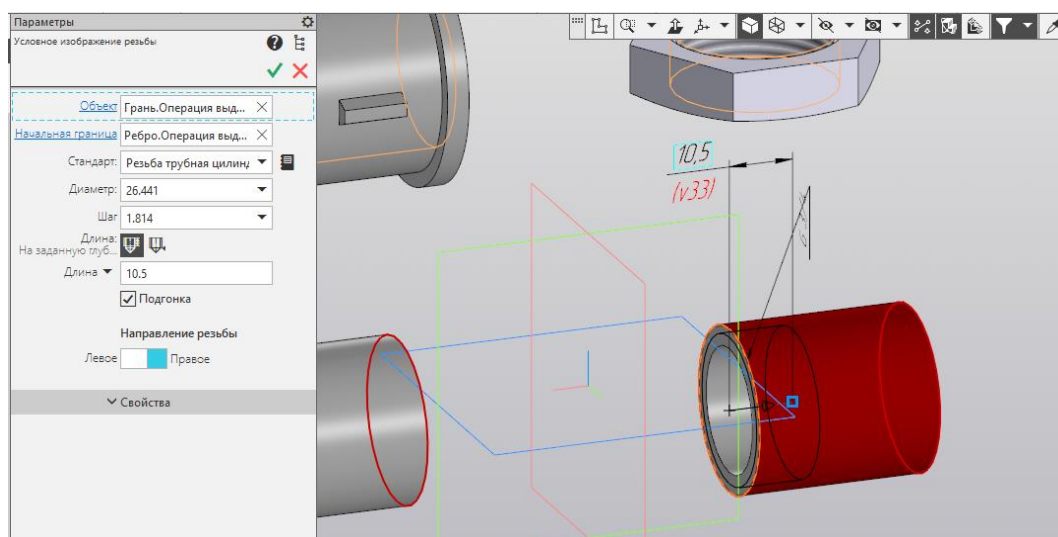 Параметры
Условное изображение резьбы
Объект Грань.Операция выд...
Начальная граница Ребро.Операция выд...
Стандарт: Резьба трубная цилин
Диаметр: 26.441
Шаг 1.814
Длина:
На заданную глуб...
Длина 10.5
Подгонка
Направление резьбы
Левое Правое
Свойства
10,5
(v33)